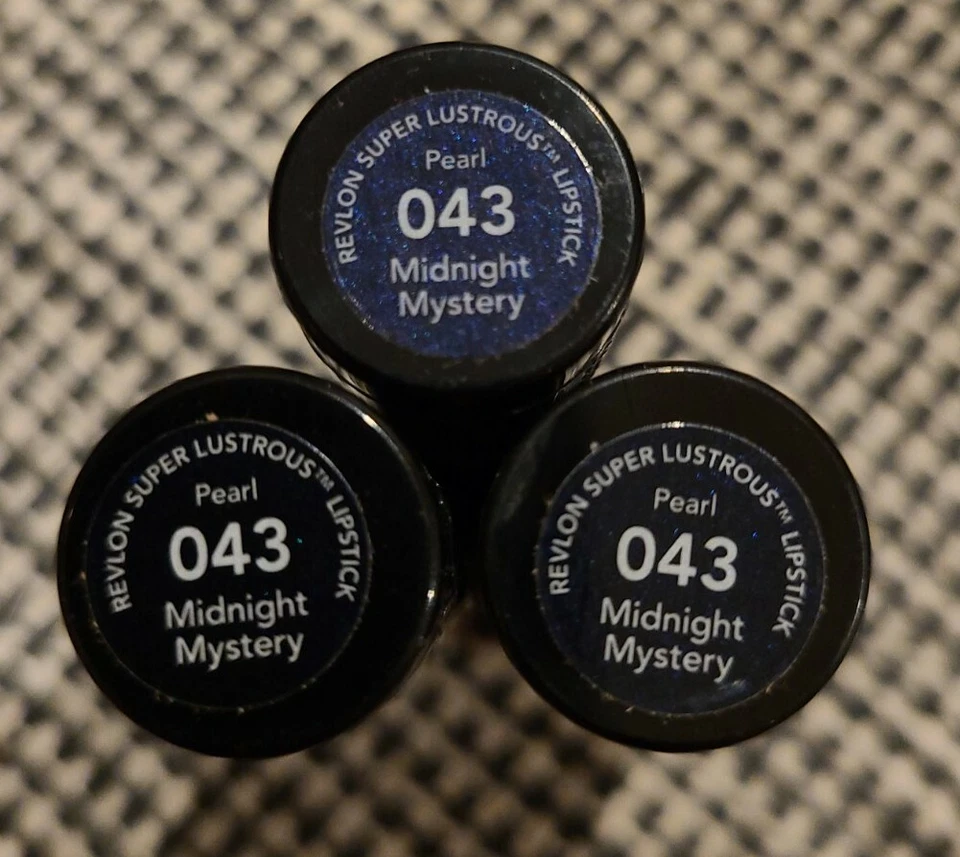 REVLON SUPER LUSTROUS™ LIPSTICK
Pearl
043
Midnight
Mystery
REVLON SUPER LUSTROUS™ LIPSTICK
Pearl
043
Midnight
Mystery
REVLON SUPER LUSTROUS™ LIPSTICK
Pearl
043
Midnight
Mystery